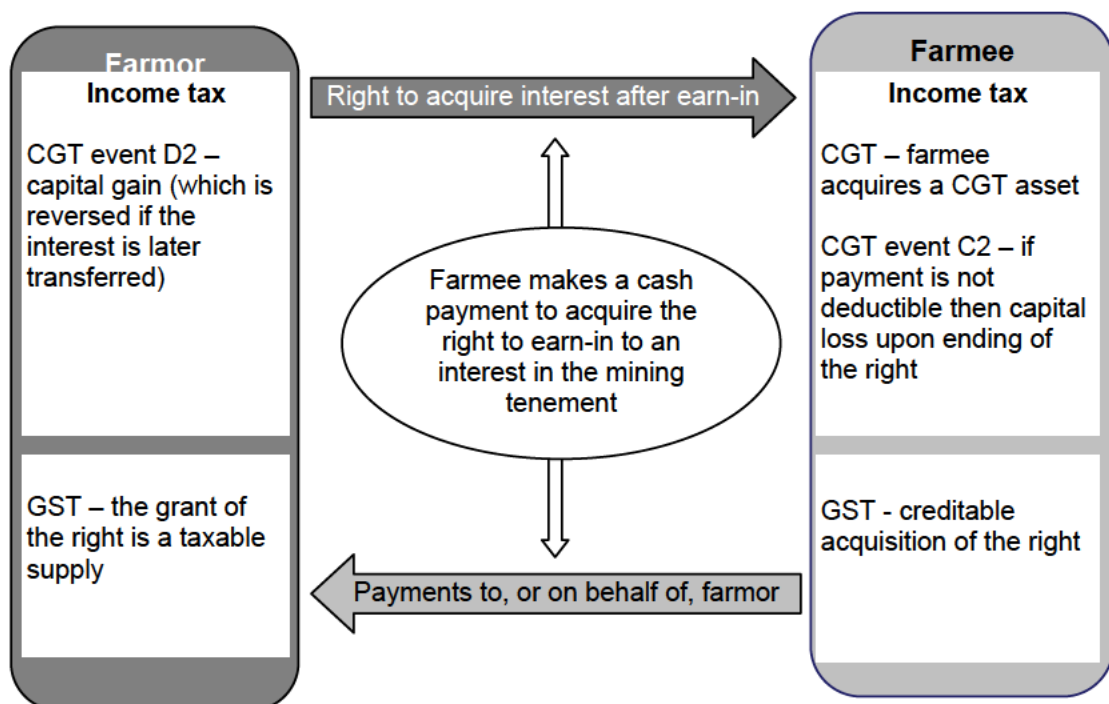 Farmor
Income tax
CGT event D2 –
capital gain (which is
reversed if the
interest is later
transferred)
GST – the grant of
the right is a taxable
supply
Right to acquire interest after earn-in
Farmee makes a cash
payment to acquire the
right to earn-in to an
interest in the mining
tenement
Payments to, or on behalf of, farmor
Farmee
Income tax
CGT – farmee
acquires a CGT asset
CGT event C2 – if
payment is not
deductible then capital
loss upon ending of
the right
GST - creditable
acquisition of the right